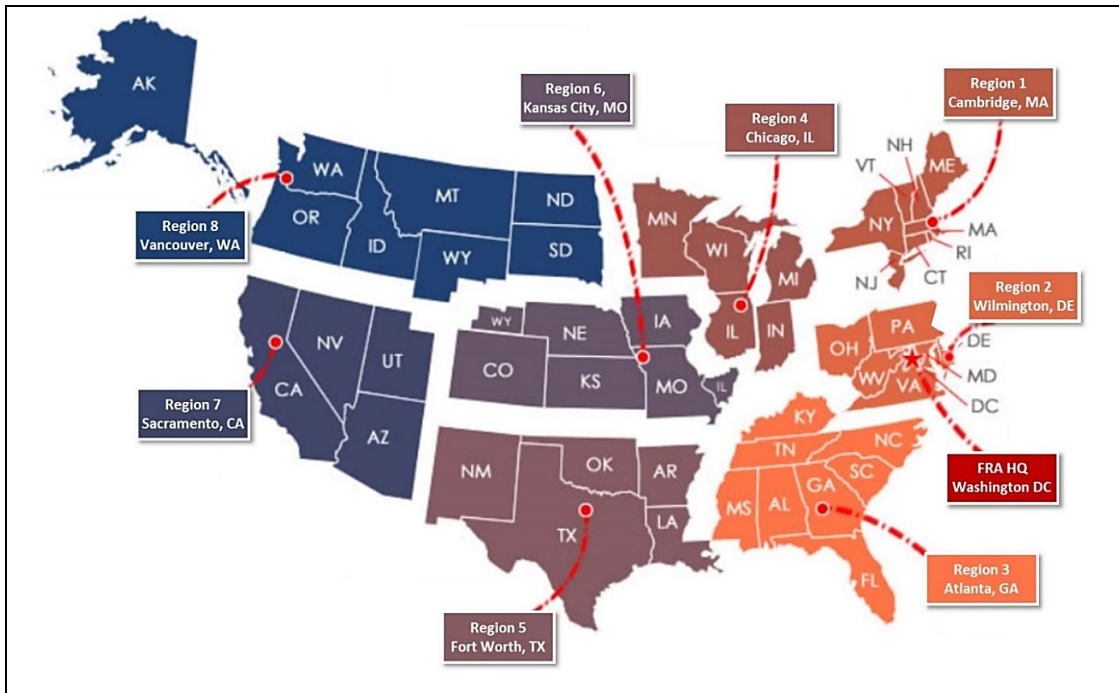 AK
Region 6,
Kansas City, MO
Region 4
Chicago, IL
Region 1
Cambridge, MA
NH
VT
ME
WA
MT
ND
MN
NY
MA
OR
Region 8
Vancouver, WA
ID
WY
SD
WI
MI
RI
CT
NJ
Region 2
Wilmington, DE
WY
NE
IA
IL
IN
PA
OH
DE
NV
UT
CO
KS
MO
IL
WV
VA
MD
DC
CA
Region 7
Sacramento, CA
AZ
KY
NM
OK
AR
TN
NC
SC
FRA HQ
Washington DC
TX
LA
MS
AL
GA
Region 3
Atlanta, GA
FL
Region 5
Fort Worth, TX